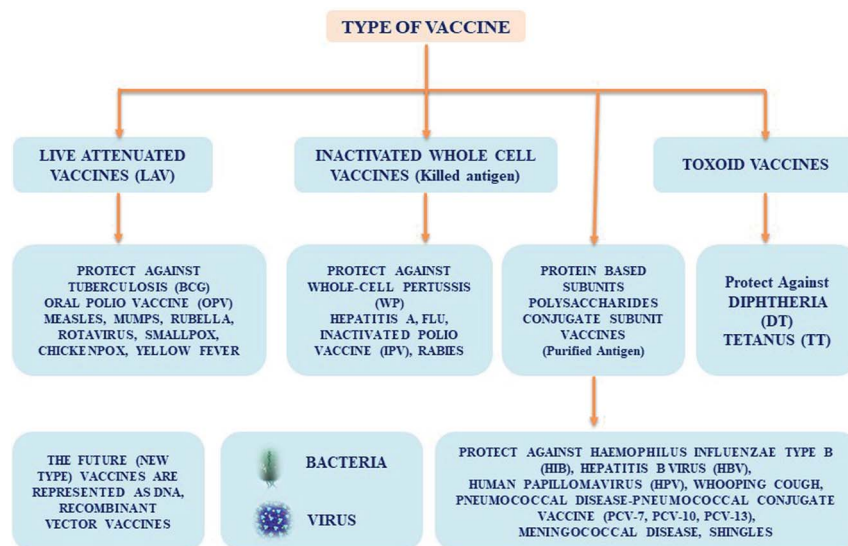 TYPE OF VACCINE
LIVE ATTENUATED
VACCINES (LAV)
INACTIVATED WHOLE CELL
VACCINES (Killed antigen)
TOXOID VACCINES
PROTECT AGAINST
TUBERCULOSIS (BCG)
ORAL POLIO VACCINE (OPV)
MEASLES, MUMPS, RUBELLA,
ROTAVIRUS, SMALLPOX,
CHICKENPOX, YELLOW FEVER
PROTECT AGAINST
WHOLE-CELL PERTUSSIS
(WP)
HEPATITIS A, FLU,
INACTIVATED POLIO
VACCINE (IPV), RABIES
PROTEIN BASED
SUBUNITS
POLYSACCHARIDES
CONJUGATE SUBUNIT
VACCINES
(Purified Antigen)
Protect Against
DIPHTHERIA
(DT)
TETANUS (TT)
THE FUTURE (NEW
TYPE) VACCINES ARE
REPRESENTED AS DNA,
RECOMBINANT
VECTOR VACCINES
BACTERIA
VIRUS
PROTECT AGAINST HAEMOPHILUS INFLUENZAE TYPE B
(HIB), HEPATITIS B VIRUS (HBV),
HUMAN PAPILLOMAVIRUS (HPV), WHOOPING COUGH,
PNEUMOCOCCAL DISEASE-PNEUMOCOCCAL CONJUGATE
VACCINE (PCV-7, PCV-10, PCV-13),
MENINGOCOCCAL DISEASE, SHINGLES